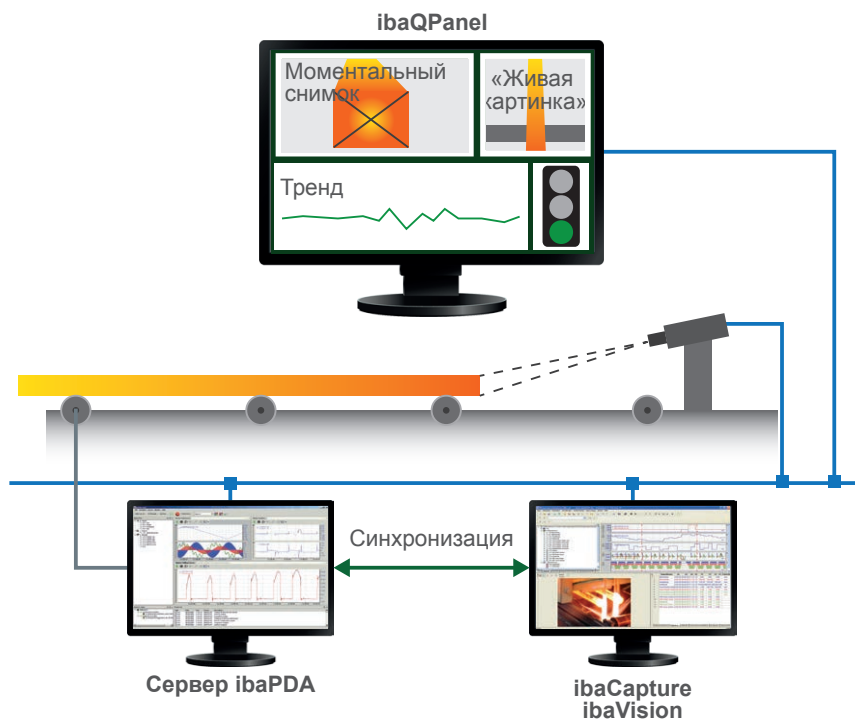 ibaQPanel
Моментальный
снимок
«Живая
картинка»
Тренд
Синхронизация
Сервер ibaPDA
ibaCapture
ibaVision